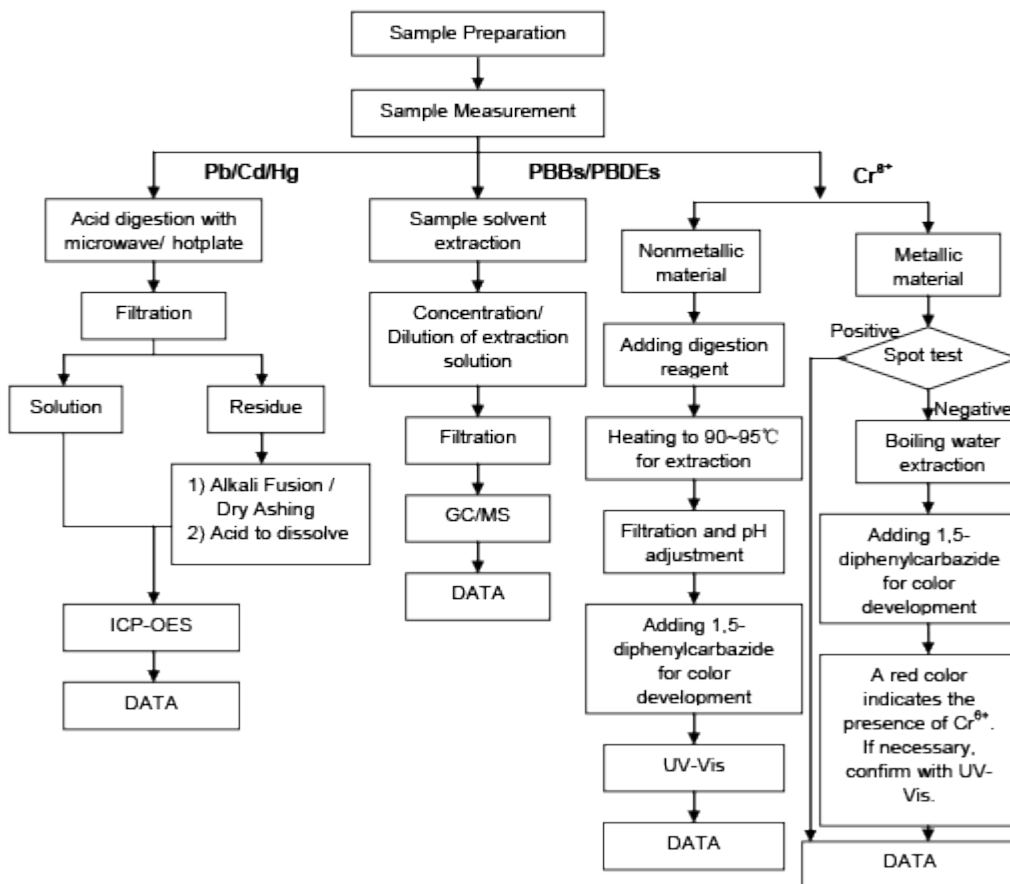 Sample Preparation
Sample Measurement
Pb/Cd/Hg
PBBs/PBDEs
Cr⁶⁺
Acid digestion with
microwave/ hotplate
Filtration
Solution
Residue
1) Alkali Fusion /
Dry Ashing
2) Acid to dissolve
ICP-OES
DATA
Sample solvent
extraction
Concentration/
Dilution of extraction
solution
Filtration
GC/MS
DATA
Nonmetallic
material
Adding digestion
reagent
Heating to 90~95℃
for extraction
Filtration and pH
adjustment
Adding 1,5-
diphenylcarbazide
for color
development
UV-Vis
DATA
Metallic
material
Positive
Spot test
Negative
Boiling water
extraction
Adding 1,5-
diphenylcarbazide
for color
development
A red color
indicates the
presence of Cr⁶⁺.
If necessary,
confirm with UV-
Vis.
DATA